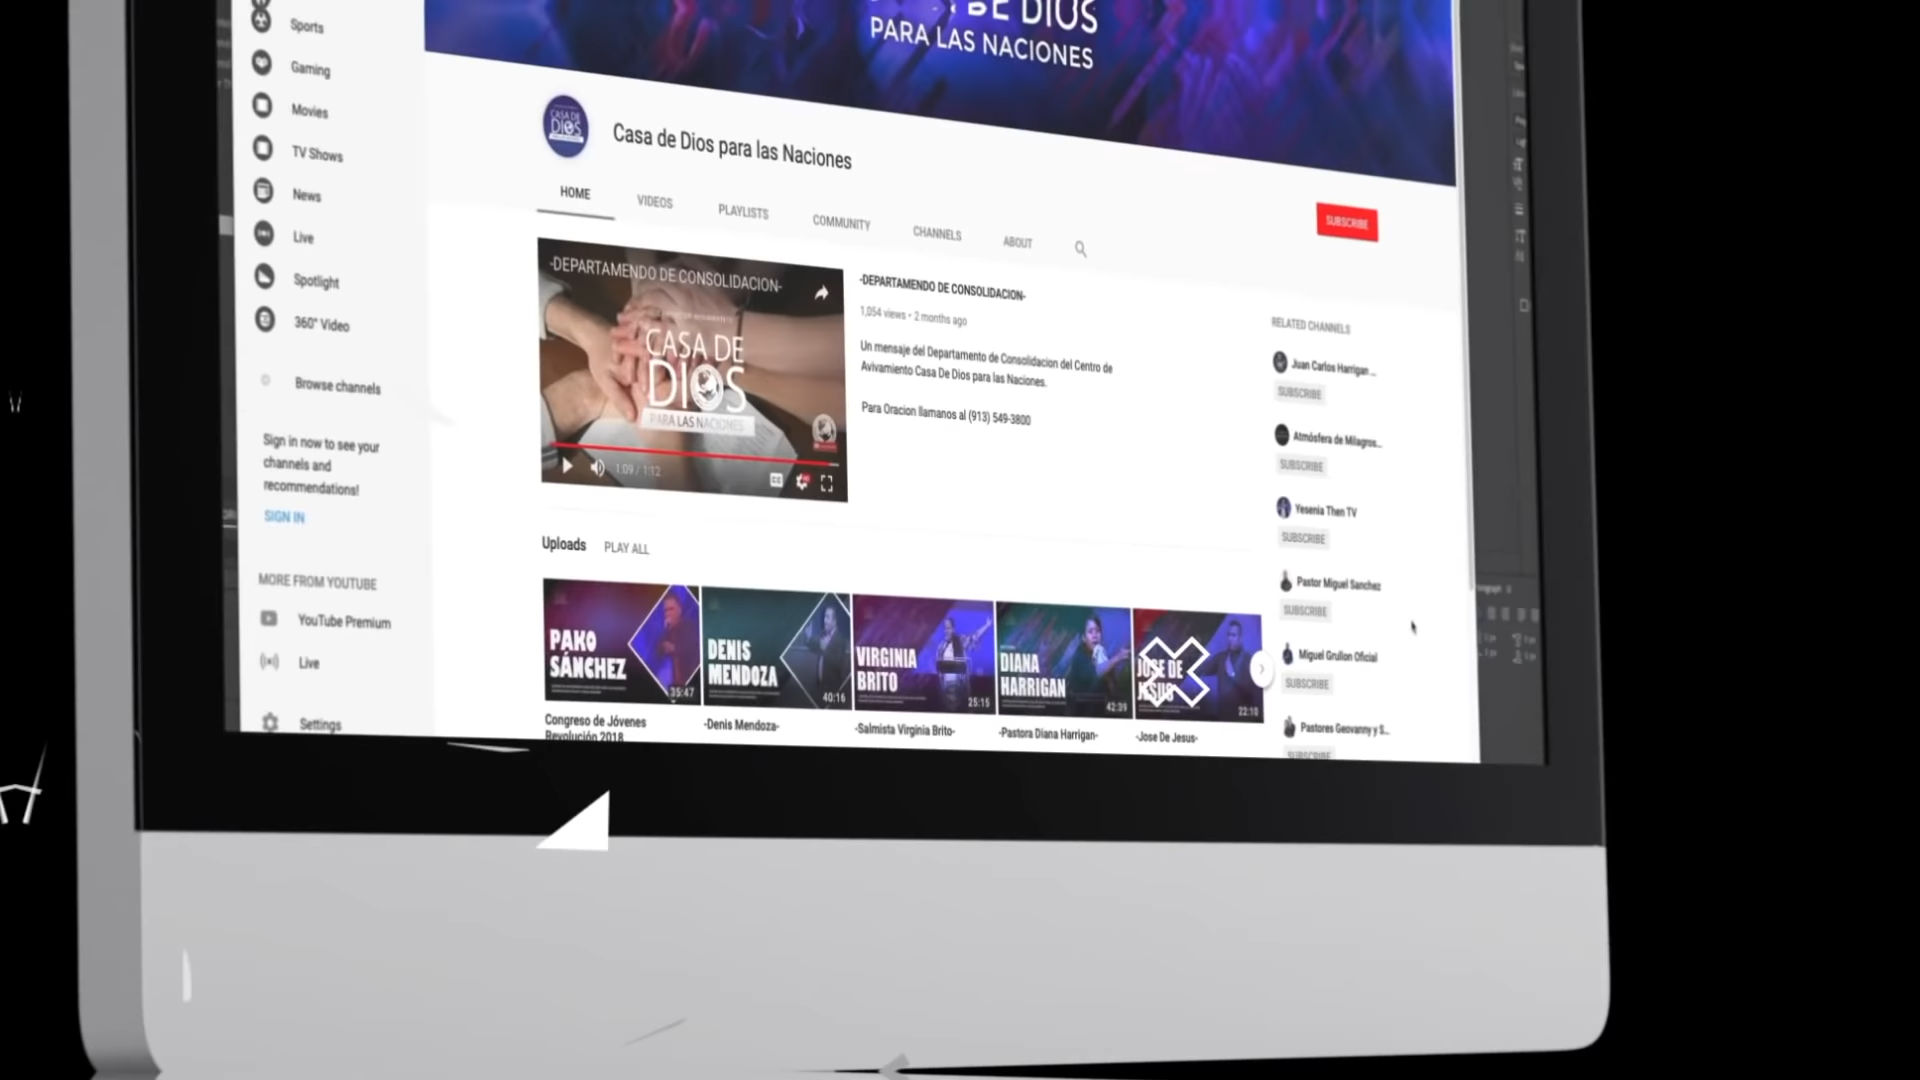 DE DIOS
PARA LAS NACIONES
Sports
Gaming
Movies
TV Shows
News
Live
Spotlight
360° Video
Browse channels
Sign in now to see your
channels and
recommendations!
SIGN IN
MORE FROM YOUTUBE
YouTube Premium
Live
Settings
CASA DE
DIOS
Casa de Dios para las Naciones
SUBSCRIBE
HOME
VIDEOS
PLAYLISTS
COMMUNITY
CHANNELS
ABOUT
-DEPARTAMENDO DE CONSOLIDACION-
CASA DE
DIOS
PARA LAS NACIONES
1:09 / 1:12
-DEPARTAMENDO DE CONSOLIDACION-
1,054 views • 2 months ago
Un mensaje del Departamento de Consolidacion del Centro de
Avivamiento Casa De Dios para las Naciones.
Para Oracion llamanos al (913) 549-3800
RELATED CHANNELS
Juan Carlos Harrigan ...
SUBSCRIBE
Atmósfera de Milagros...
SUBSCRIBE
Yesenia Then TV
SUBSCRIBE
Pastor Miguel Sanchez
SUBSCRIBE
Miguel Grullon Oficial
SUBSCRIBE
Pastores Geovanny y S...
SUBSCRIBE
Uploads
PLAY ALL
PAKO
SÁNCHEZ
35:47
DENIS
MENDOZA
40:16
VIRGINIA
BRITO
25:15
DIANA
HARRIGAN
42:39
JOSE DE
JESUS
22:10
Congreso de Jóvenes
Revolución 2018
-Denis Mendoza-
-Salmista Virginia Brito-
-Pastora Diana Harrigan-
-Jose De Jesus-